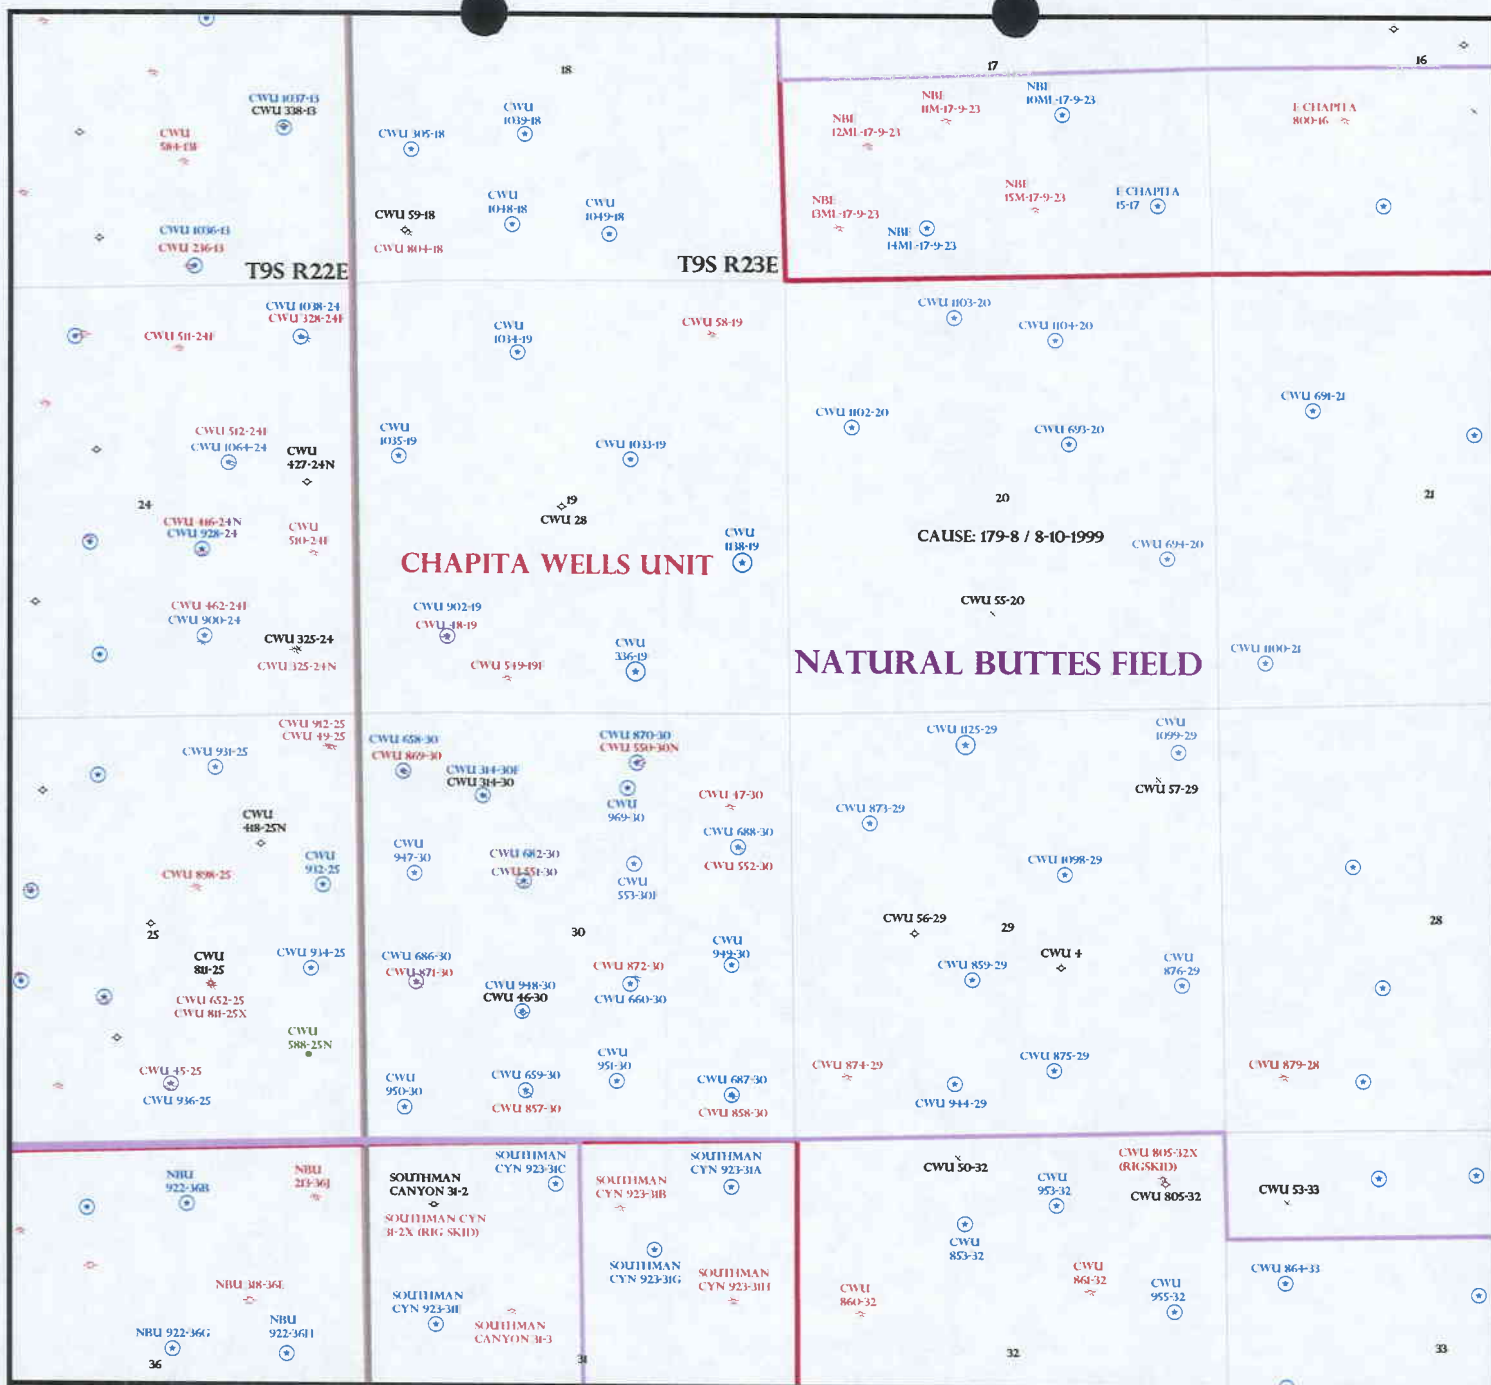 18
17
16
CWU 1037-13
CWU 338-13
CWU
584-13F
CWU 1036-13
CWU 236-13
T9S R22E
CWU 305-18
CWU
1039-18
CWU 59-18
CWU 804-18
CWU
1048-18
CWU
1049-18
T9S R23E
NBE
12ML-17-9-23
NBE
11M-17-9-23
NBE
10ML-17-9-23
NBE
13ML-17-9-23
NBE
14ML-17-9-23
NBE
15M-17-9-23
E CHAPITA
15-17
E CHAPITA
800-16
CWU 1038-24
CWU 328-24F
CWU 511-24F
CWU 512-24F
CWU 1064-24
CWU
427-24N
24
CWU 416-24N
CWU 928-24
CWU
510-24F
CWU 462-24F
CWU 900-24
CWU 325-24
CWU 325-24N
CWU
1034-19
CWU 58-19
CWU
1035-19
CWU 1033-19
19
CWU 28
CHAPITA WELLS UNIT
CWU
1138-19
CWU 902-19
CWU 48-19
CWU 549-19F
CWU
336-19
CWU 1103-20
CWU 1104-20
CWU 1102-20
CWU 693-20
20
CAUSE: 179-8 / 8-10-1999
CWU 694-20
CWU 55-20
NATURAL BUTTES FIELD
CWU 691-21
21
CWU 1100-21
CWU 912-25
CWU 49-25
CWU 931-25
CWU
418-25N
CWU
932-25
CWU 898-25
25
CWU
811-25
CWU 934-25
CWU 652-25
CWU 811-25X
CWU
588-25N
CWU 45-25
CWU 936-25
CWU 658-30
CWU 869-30
CWU 314-30F
CWU 314-30
CWU 870-30
CWU 550-30N
CWU
969-30
CWU 47-30
CWU
947-30
CWU 682-30
CWU 551-30
CWU
553-30F
CWU 688-30
CWU 552-30
30
CWU 686-30
CWU 871-30
CWU 948-30
CWU 46-30
CWU 872-30
CWU 660-30
CWU
949-30
CWU
950-30
CWU 659-30
CWU 857-30
CWU
951-30
CWU 687-30
CWU 858-30
CWU 1125-29
CWU
1099-29
CWU 57-29
CWU 873-29
CWU 1098-29
CWU 56-29
29
CWU 4
CWU 859-29
CWU
876-29
CWU 874-29
CWU 875-29
CWU 944-29
28
CWU 879-28
NBU
922-36B
NBU
213-36J
NBU 318-36E
NBU 922-36G
NBU
922-36H
36
SOUTHMAN
CANYON 31-2
SOUTHMAN CYN
31-2X (RIG SKID)
SOUTHMAN
CYN 923-31C
SOUTHMAN
CYN 923-31B
SOUTHMAN
CYN 923-31A
SOUTHMAN
CYN 923-31G
SOUTHMAN
CYN 923-31H
SOUTHMAN
CANYON 31-3
31
CWU 50-32
CWU
953-32
CWU 805-32X
(RIGSKID)
CWU 805-32
CWU
853-32
CWU
860-32
CWU
861-32
CWU
955-32
32
CWU 53-33
CWU 864-33
33